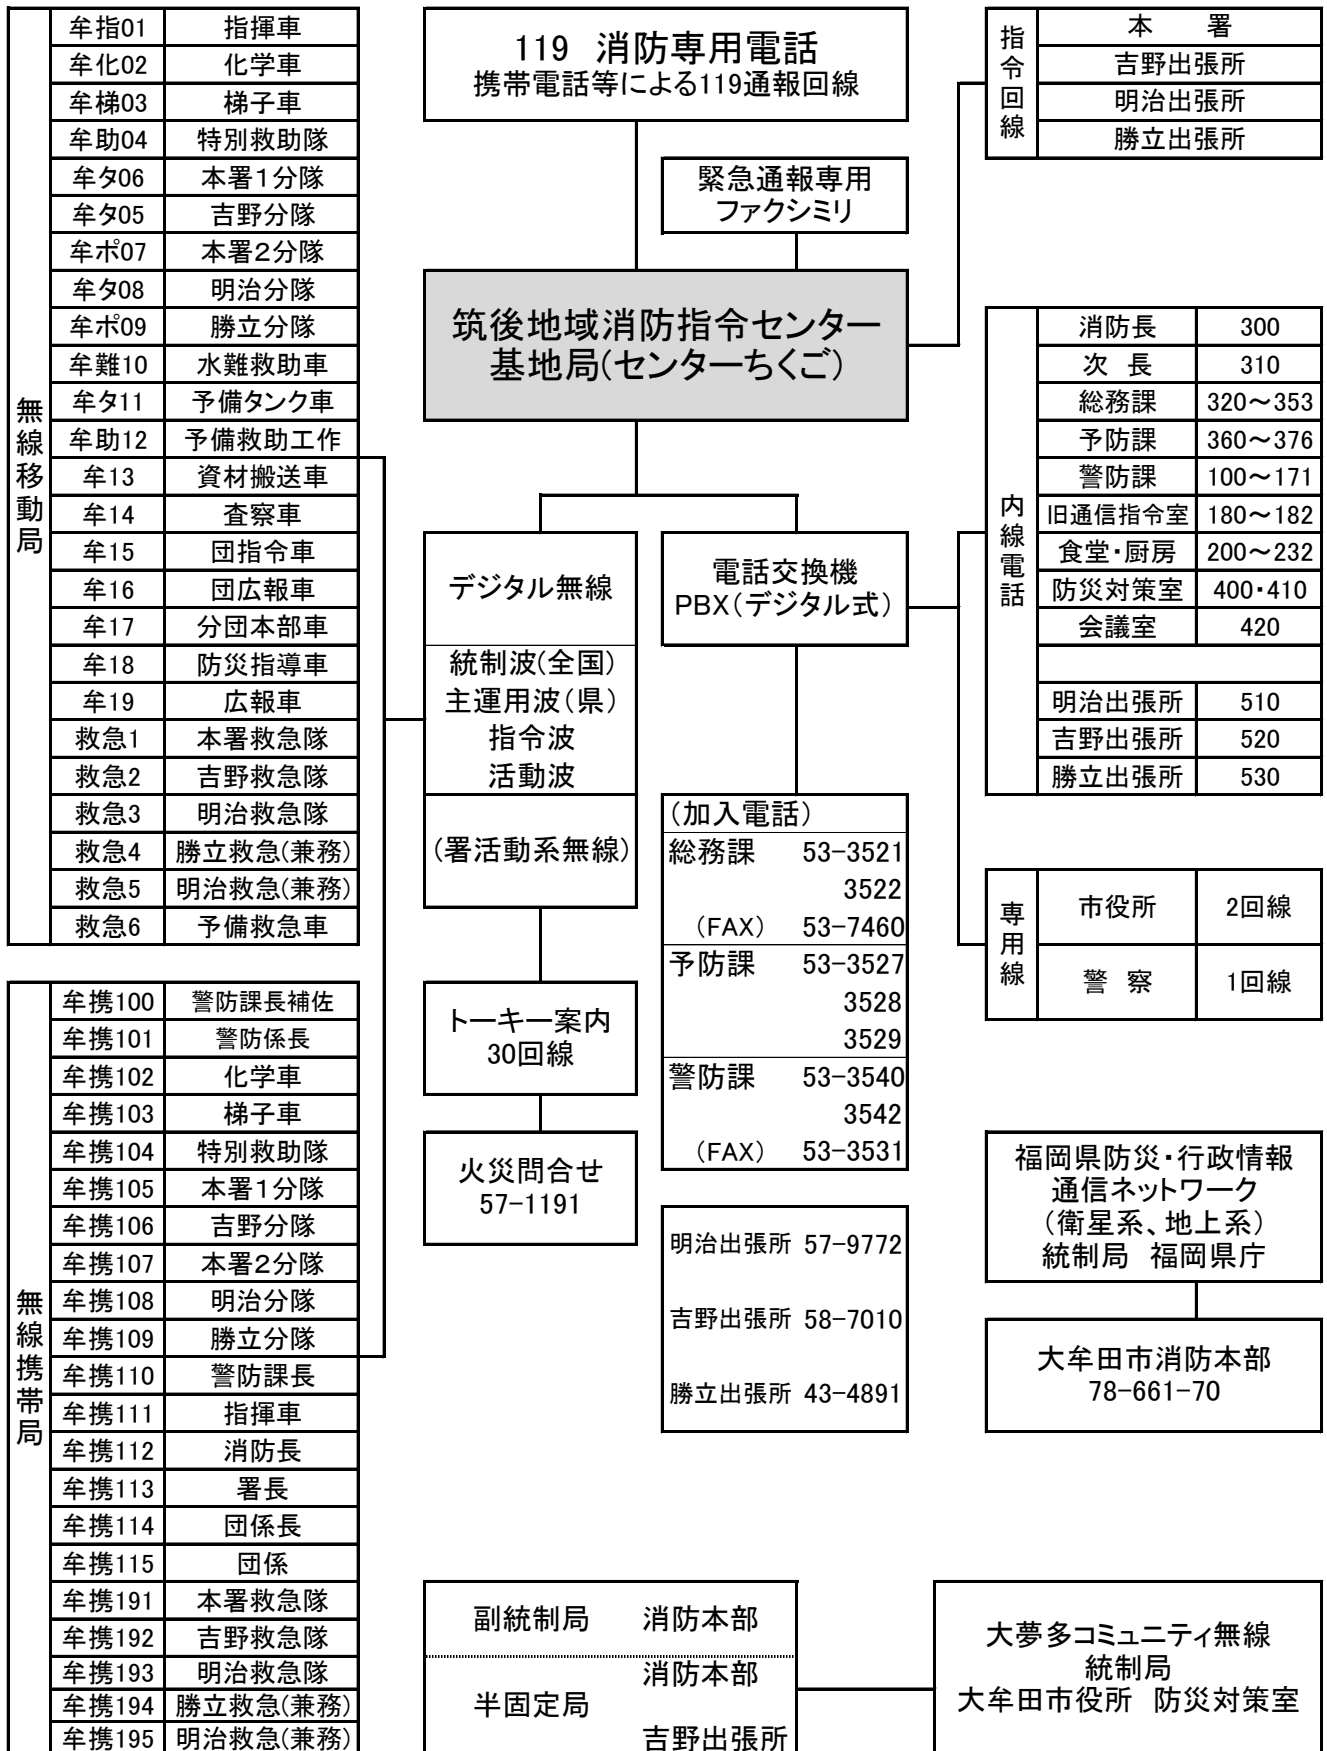 無線移動局
牟指01 指揮車
牟化02 化学車
牟梯03 梯子車
牟助04 特別救助隊
牟タ06 本署1分隊
牟タ05 吉野分隊
牟ポ07 本署2分隊
牟タ08 明治分隊
牟ポ09 勝立分隊
牟難10 水難救助車
牟タ11 予備タンク車
牟助12 予備救助工作
牟13 資材搬送車
牟14 査察車
牟15 団指令車
牟16 団広報車
牟17 分団本部車
牟18 防災指導車
牟19 広報車
救急1 本署救急隊
救急2 吉野救急隊
救急3 明治救急隊
救急4 勝立救急(兼務)
救急5 明治救急(兼務)
救急6 予備救急車
無線携帯局
牟携100 警防課長補佐
牟携101 警防係長
牟携102 化学車
牟携103 梯子車
牟携104 特別救助隊
牟携105 本署1分隊
牟携106 吉野分隊
牟携107 本署2分隊
牟携108 明治分隊
牟携109 勝立分隊
牟携110 警防課長
牟携111 指揮車
牟携112 消防長
牟携113 署長
牟携114 団係長
牟携115 団係
牟携191 本署救急隊
牟携192 吉野救急隊
牟携193 明治救急隊
牟携194 勝立救急(兼務)
牟携195 明治救急(兼務)
119 消防専用電話
携帯電話等による119通報回線
緊急通報専用
ファクシミリ
筑後地域消防指令センター
基地局(センターちくご)
デジタル無線
統制波(全国)
主運用波(県)
指令波
活動波
(署活動系無線)
トーキー案内
30回線
火災問合せ
57-1191
電話交換機
PBX(デジタル式)
(加入電話)
総務課 53-3521
3522
(FAX) 53-7460
予防課 53-3527
3528
3529
警防課 53-3540
3542
(FAX) 53-3531
明治出張所 57-9772
吉野出張所 58-7010
勝立出張所 43-4891
指令回線
本 署
吉野出張所
明治出張所
勝立出張所
内線電話
消防長 300
次 長 310
総務課 320～353
予防課 360～376
警防課 100～171
旧通信指令室 180～182
食堂・厨房 200～232
防災対策室 400・410
会議室 420
明治出張所 510
吉野出張所 520
勝立出張所 530
専用線
市役所 2回線
警 察 1回線
福岡県防災・行政情報
通信ネットワーク
(衛星系、地上系)
統制局 福岡県庁
大牟田市消防本部
78-661-70
副統制局 消防本部
消防本部
半固定局
吉野出張所
大夢多コミュニティ無線
統制局
大牟田市役所 防災対策室